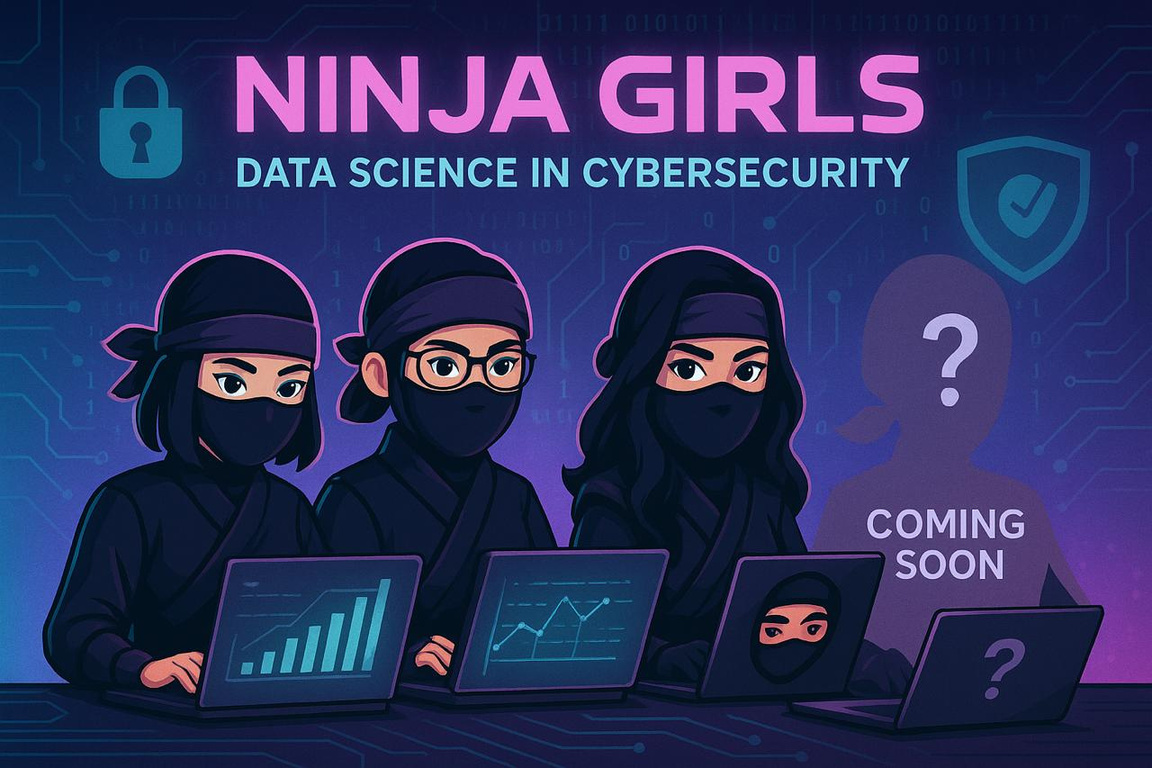 NINJA GIRLS
DATA SCIENCE IN CYBERSECURITY
?
COMING
SOON
?